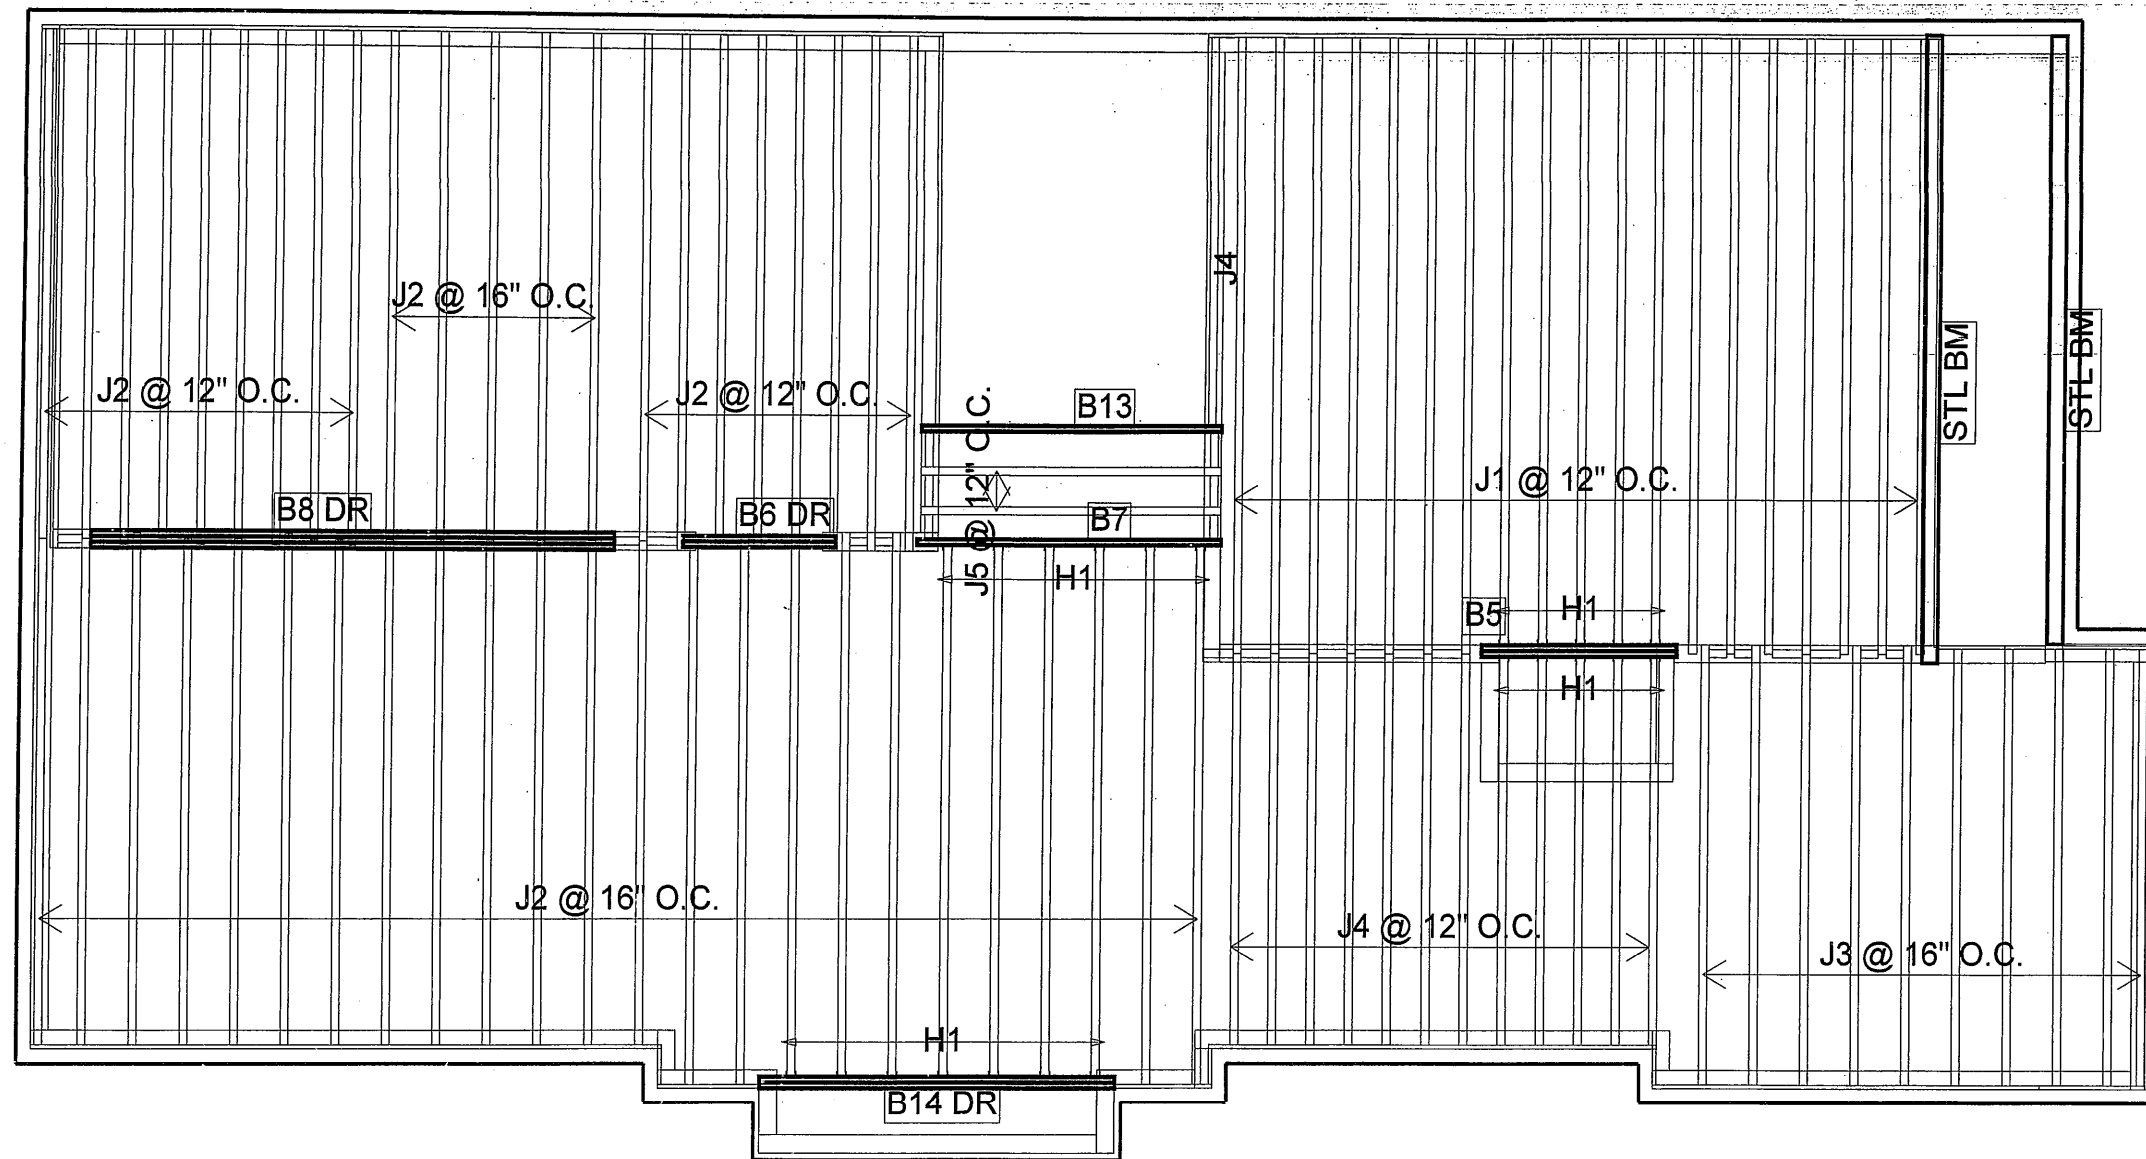 J4
J2 @ 16" O.C.
STL BM
STL BM
J2 @ 12" O.C.
J2 @ 12" O.C.
B13
J5 @ 12" O.C.
J1 @ 12" O.C.
B8 DR
B6 DR
B7
H1
B5
H1
H1
J2 @ 16" O.C.
J4 @ 12" O.C.
J3 @ 16" O.C.
H1
B14 DR